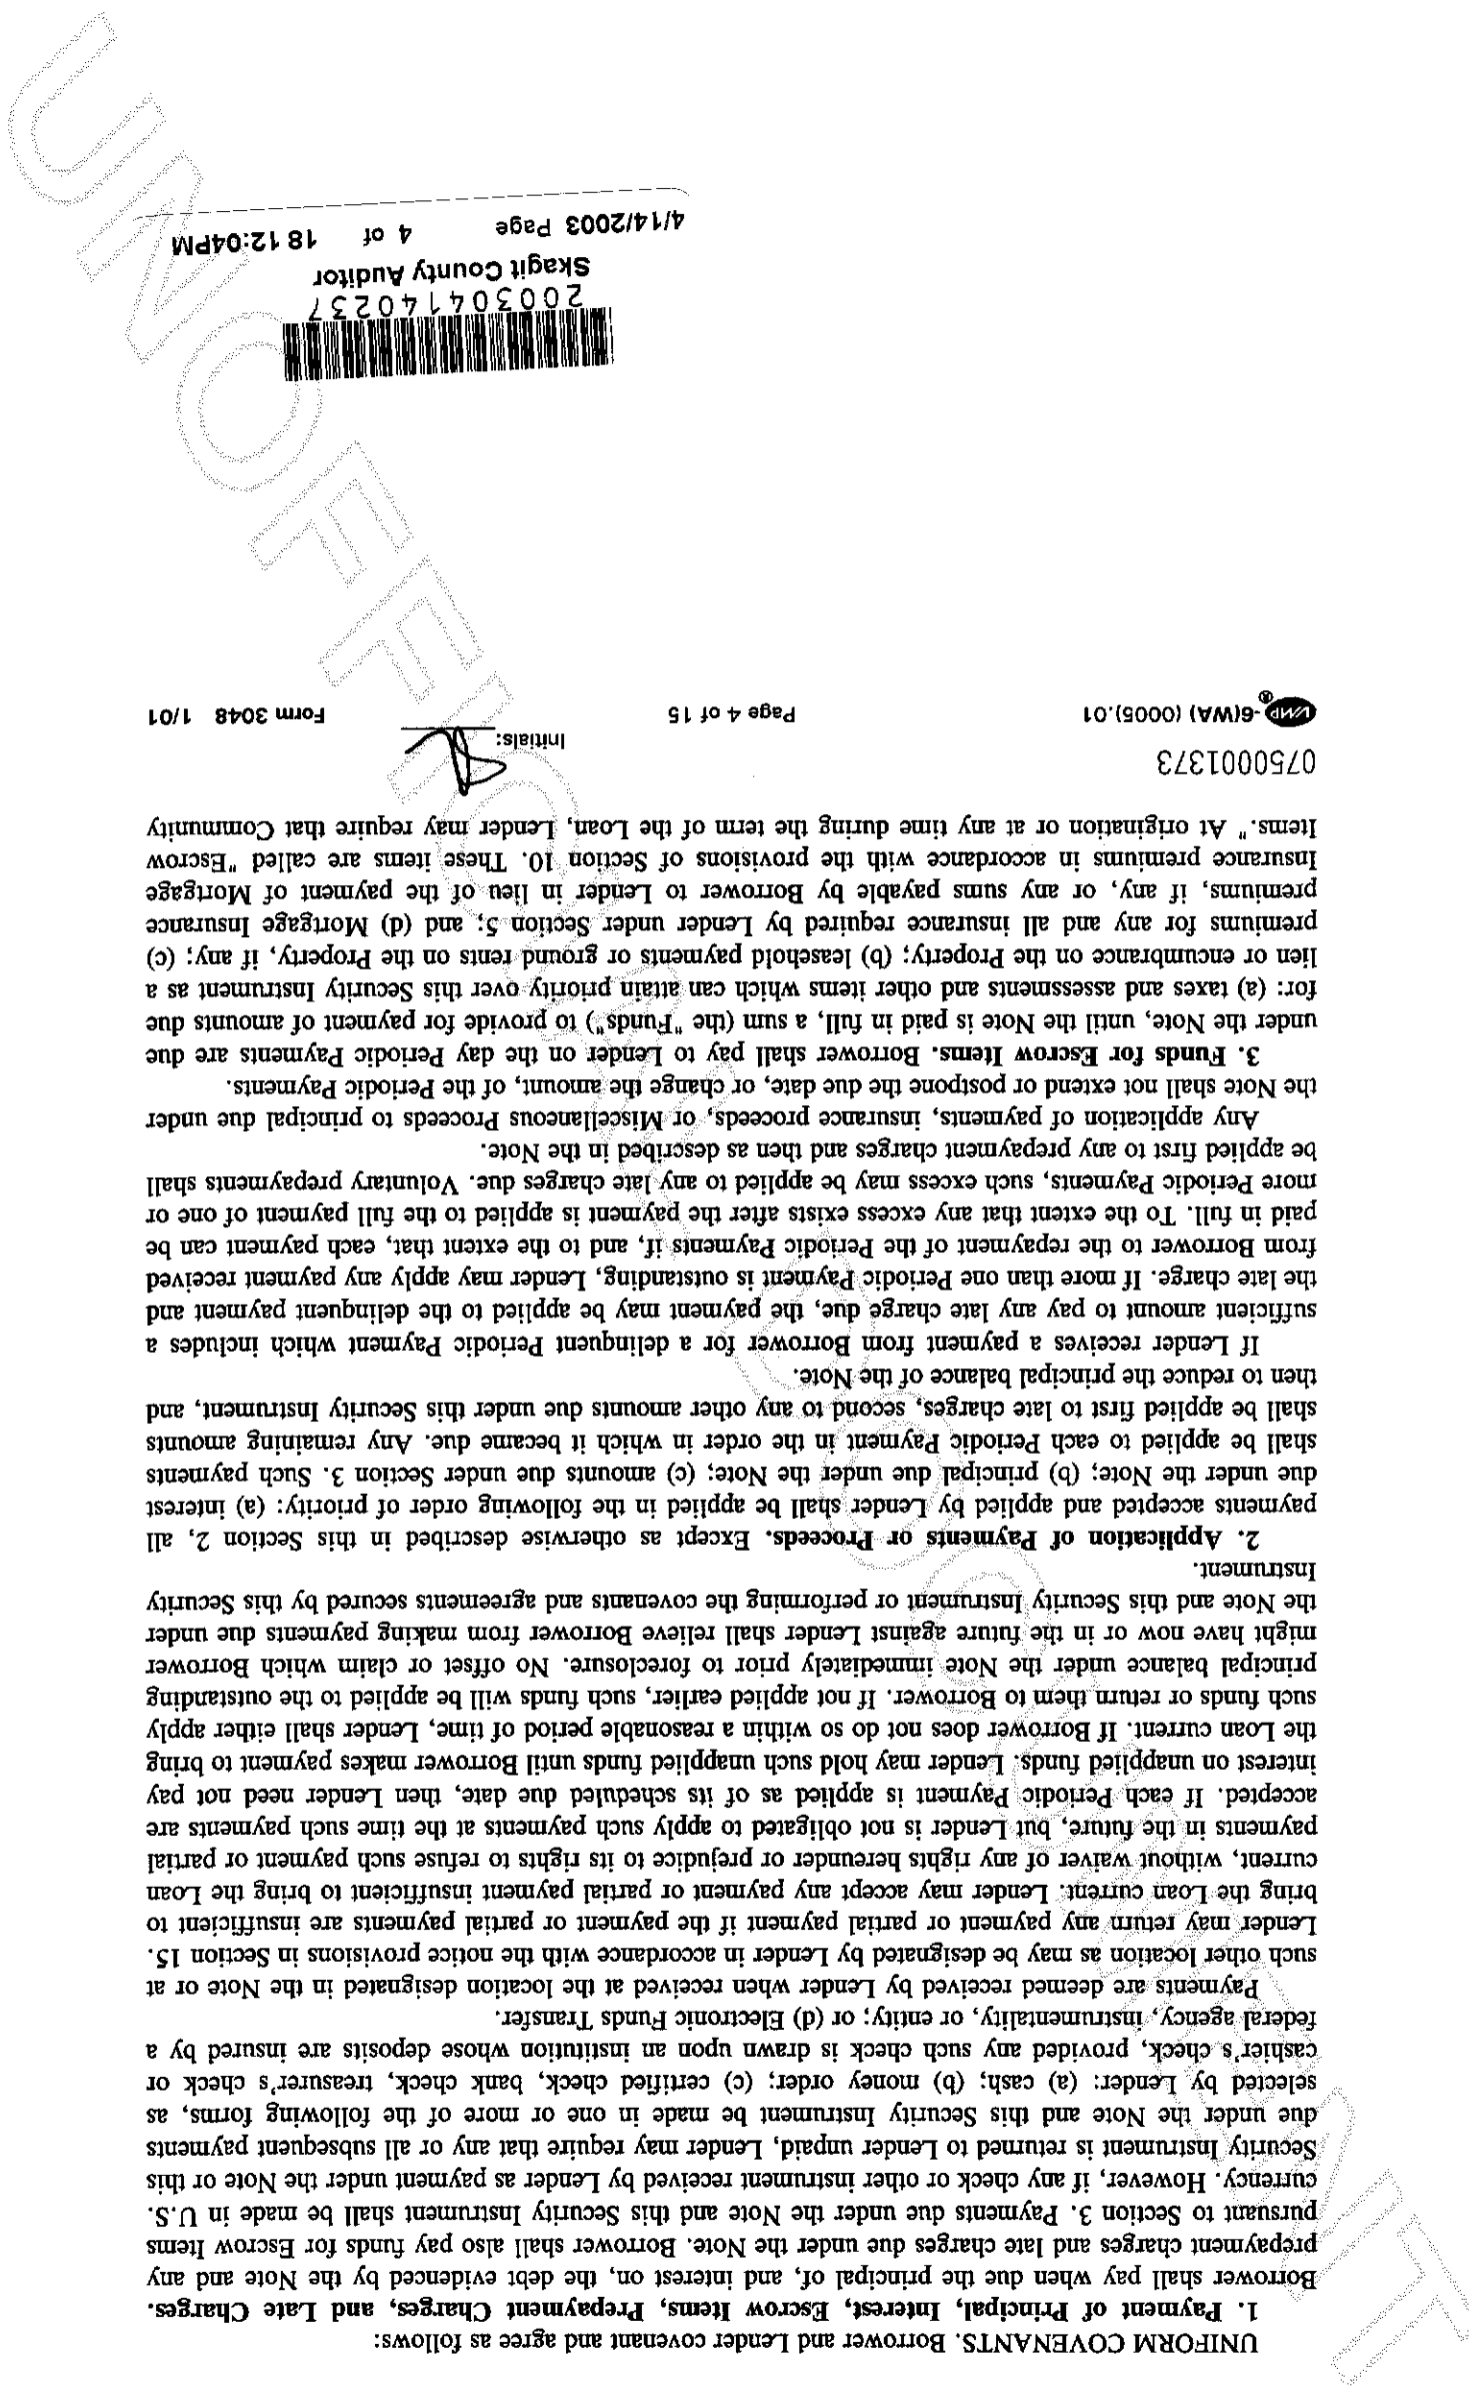 UNIFORM COVENANTS. Borrower and Lender covenant and agree as follows:
1. Payment of Principal, Interest, Escrow Items, Prepayment Charges, and Late Charges.
Borrower shall pay when due the principal of, and interest on, the debt evidenced by the Note and any
prepayment charges and late charges due under the Note. Borrower shall also pay funds for Escrow Items
pursuant to Section 3. Payments due under the Note and this Security Instrument shall be made in U.S.
currency. However, if any check or other instrument received by Lender as payment under the Note or this
Security Instrument is returned to Lender unpaid, Lender may require that any or all subsequent payments
due under the Note and this Security Instrument be made in one or more of the following forms, as
selected by Lender: (a) cash; (b) money order; (c) certified check, bank check, treasurer's check or
cashier's check, provided any such check is drawn upon an institution whose deposits are insured by a
federal agency, instrumentality, or entity; or (d) Electronic Funds Transfer.
Payments are deemed received by Lender when received at the location designated in the Note or at
such other location as may be designated by Lender in accordance with the notice provisions in Section 15.
Lender may return any payment or partial payment if the payment or partial payments are insufficient to
bring the Loan current. Lender may accept any payment or partial payment insufficient to bring the Loan
current, without waiver of any rights hereunder or prejudice to its rights to refuse such payment or partial
payments in the future, but Lender is not obligated to apply such payments at the time such payments are
accepted. If each Periodic Payment is applied as of its scheduled due date, then Lender need not pay
interest on unapplied funds. Lender may hold such unapplied funds until Borrower makes payment to bring
the Loan current. If Borrower does not do so within a reasonable period of time, Lender shall either apply
such funds or return them to Borrower. If not applied earlier, such funds will be applied to the outstanding
principal balance under the Note immediately prior to foreclosure. No offset or claim which Borrower
might have now or in the future against Lender shall relieve Borrower from making payments due under
the Note and this Security Instrument or performing the covenants and agreements secured by this Security
Instrument.
2. Application of Payments or Proceeds. Except as otherwise described in this Section 2, all
payments accepted and applied by Lender shall be applied in the following order of priority: (a) interest
due under the Note; (b) principal due under the Note; (c) amounts due under Section 3. Such payments
shall be applied to each Periodic Payment in the order in which it became due. Any remaining amounts
shall be applied first to late charges, second to any other amounts due under this Security Instrument, and
then to reduce the principal balance of the Note.
If Lender receives a payment from Borrower for a delinquent Periodic Payment which includes a
sufficient amount to pay any late charge due, the payment may be applied to the delinquent payment and
the late charge. If more than one Periodic Payment is outstanding, Lender may apply any payment received
from Borrower to the repayment of the Periodic Payments if, and to the extent that, each payment can be
paid in full. To the extent that any excess exists after the payment is applied to the full payment of one or
more Periodic Payments, such excess may be applied to any late charges due. Voluntary prepayments shall
be applied first to any prepayment charges and then as described in the Note.
Any application of payments, insurance proceeds, or Miscellaneous Proceeds to principal due under
the Note shall not extend or postpone the due date, or change the amount, of the Periodic Payments.
3. Funds for Escrow Items. Borrower shall pay to Lender on the day Periodic Payments are due
under the Note, until the Note is paid in full, a sum (the "Funds") to provide for payment of amounts due
for: (a) taxes and assessments and other items which can attain priority over this Security Instrument as a
lien or encumbrance on the Property; (b) leasehold payments or ground rents on the Property, if any; (c)
premiums for any and all insurance required by Lender under Section 5; and (d) Mortgage Insurance
premiums, if any, or any sums payable by Borrower to Lender in lieu of the payment of Mortgage
Insurance premiums in accordance with the provisions of Section 10. These items are called "Escrow
Items." At origination or at any time during the term of the Loan, Lender may require that Community
0750001373
Initials:
VMP®-6(WA) (0005).01 Page 4 of 15 Form 3048 1/01
200304140237
Skagit County Auditor
4/14/2003 Page 4 of 18 12:04PM
UNOFFICIAL DOCUMENT